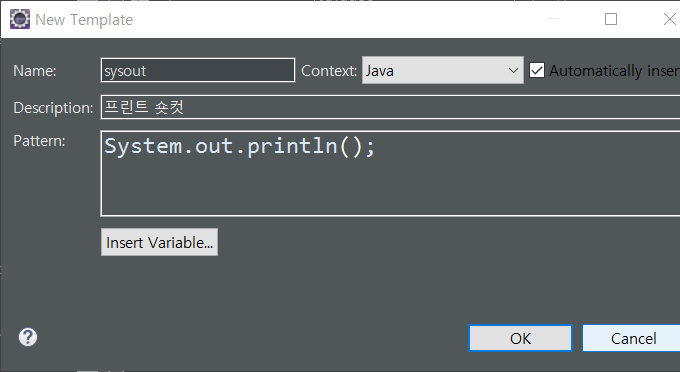 New Template
Name: sysout Context: Java Automatically inser
Description: 프린트 숏컷
Pattern: System.out.println();
Insert Variable...
? OK Cancel